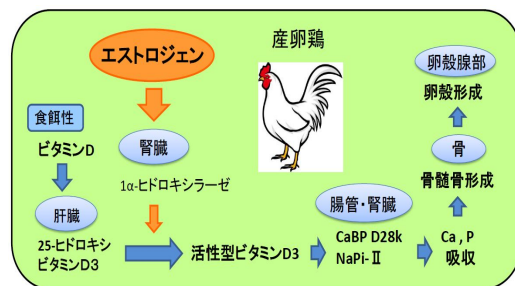 エストロジェン
産卵鶏
食餌性
ビタミンD
腎臓
1α-ヒドロキシラーゼ
肝臓
25-ヒドロキシ
ビタミンD3
活性型ビタミンD3
腸管・腎臓
CaBP D28k
NaPi-Ⅱ
Ca , P
吸収
骨髄骨形成
骨
卵殻形成
卵殻腺部